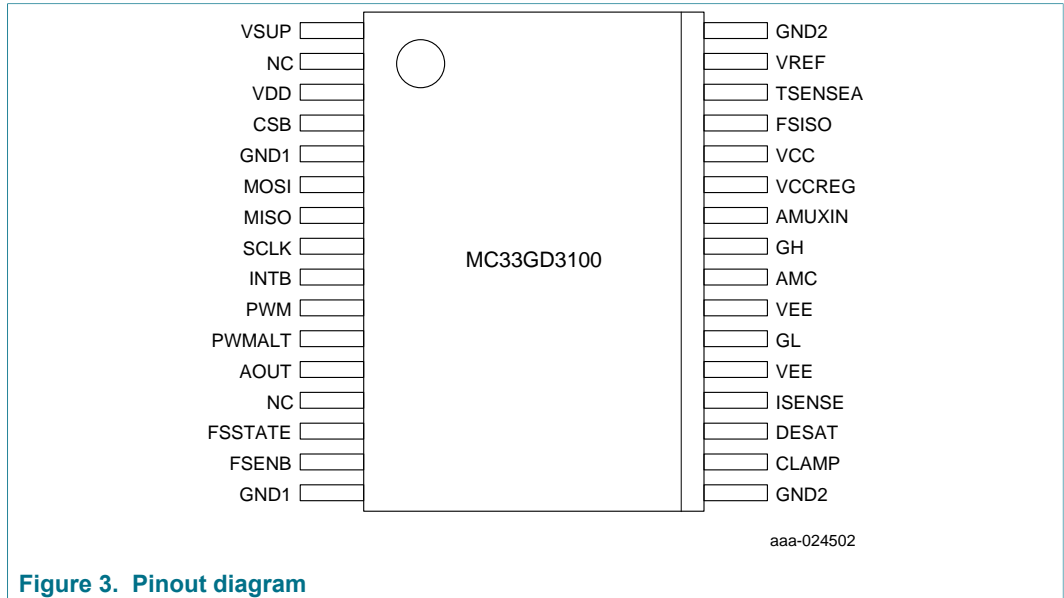 VSUP
NC
VDD
CSB
GND1
MOSI
MISO
SCLK
INTB
PWM
PWMALT
AOUT
NC
FSSTATE
FSENB
GND1
MC33GD3100
GND2
VREF
TSENSEA
FSISO
VCC
VCCREG
AMUXIN
GH
AMC
VEE
GL
VEE
ISENSE
DESAT
CLAMP
GND2
aaa-024502
Figure 3. Pinout diagram